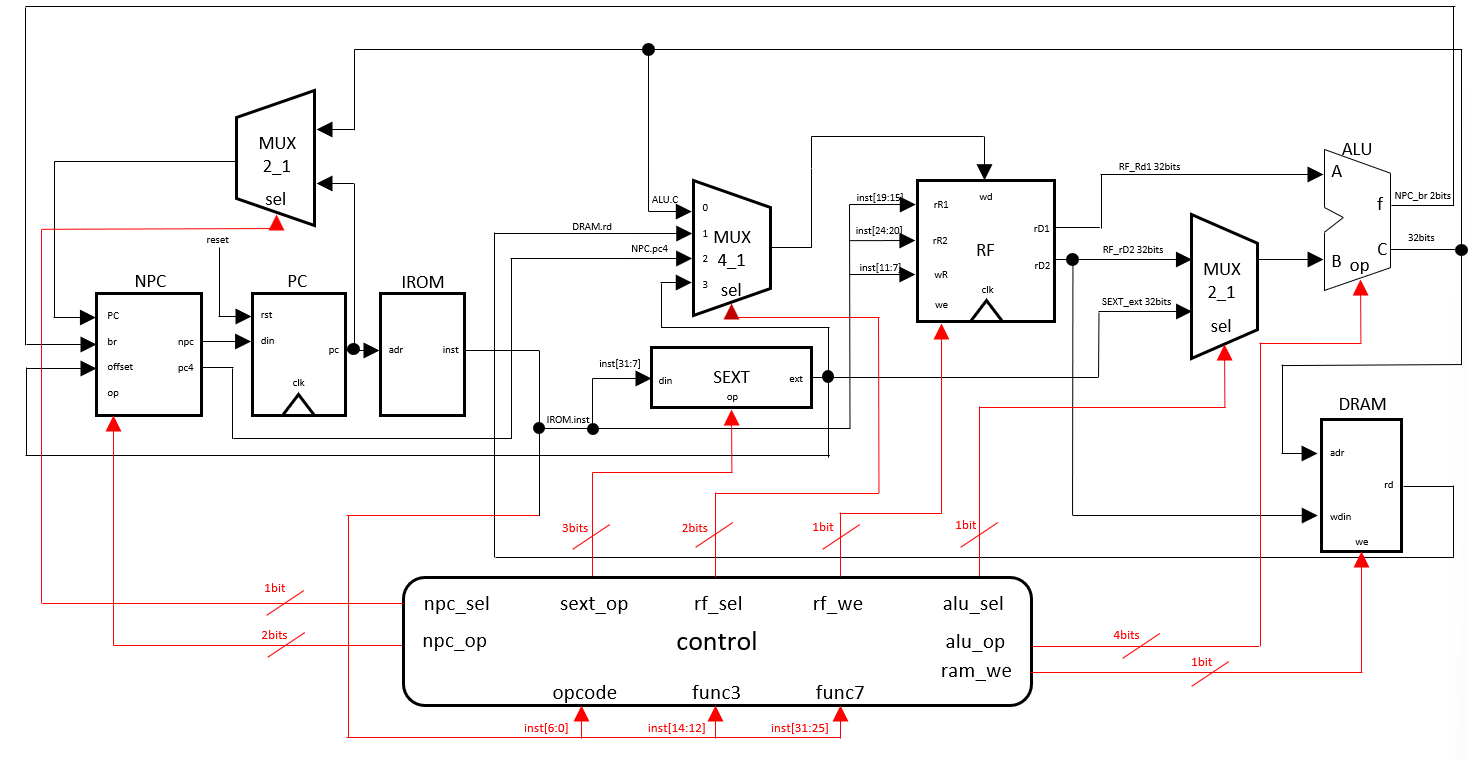 MUX
2_1
sel
reset
NPC
PC
br
offset
op
npc
pc4
PC
rst
din
pc
clk
IROM
adr
inst
ALU.C
DRAM.rd
NPC.pc4
0
1
2
3
MUX
4_1
sel
inst[31:7]
IROM.inst
din
SEXT
ext
op
inst[19:15]
inst[24:20]
inst[11:7]
wd
rR1
rR2
wR
we
RF
rD1
rD2
clk
RF_Rd1 32bits
RF_rD2 32bits
SEXT_ext 32bits
MUX
2_1
sel
ALU
A
B
f
C
op
NPC_br 2bits
32bits
DRAM
adr
rd
wdin
we
3bits
2bits
1bit
1bit
1bit
2bits
4bits
1bit
npc_sel
sext_op
rf_sel
rf_we
alu_sel
npc_op
control
alu_op
ram_we
opcode
func3
func7
inst[6:0]
inst[14:12]
inst[31:25]